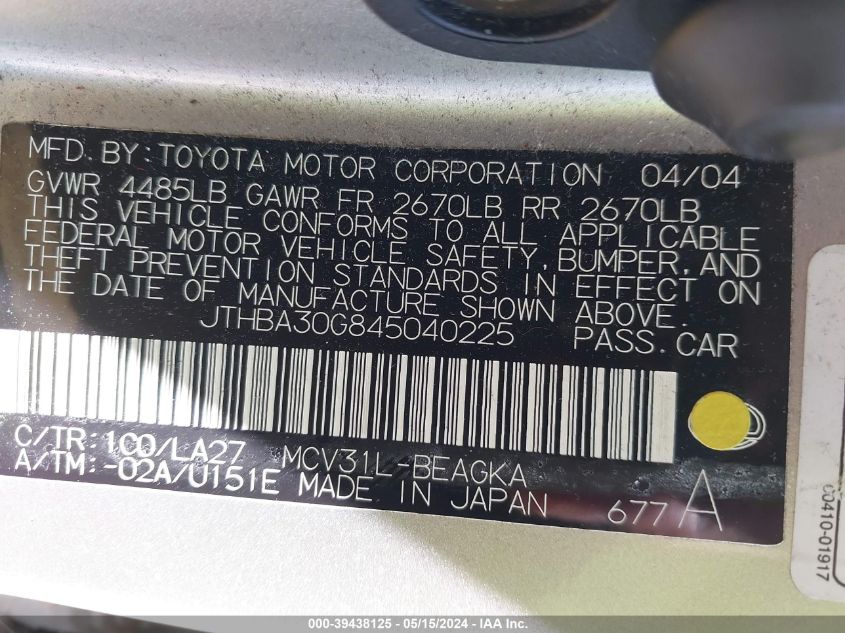 MFD. BY: TOYOTA MOTOR CORPORATION 04/04
GVWR 4485LB GAWR FR 2670LB RR 2670LB
THIS VEHICLE CONFORMS TO ALL APPLICABLE
FEDERAL MOTOR VEHICLE SAFETY, BUMPER, AND
THEFT PREVENTION STANDARDS IN EFFECT ON
THE DATE OF MANUFACTURE SHOWN ABOVE.
JTHBA30G845040225 PASS. CAR
C/TR: 1C0/LA27 MCV31L-BEAGKA
A/TM: -02A/U151E MADE IN JAPAN 677A
00410-01917
000-39438125 - 05/15/2024 - IAA Inc.